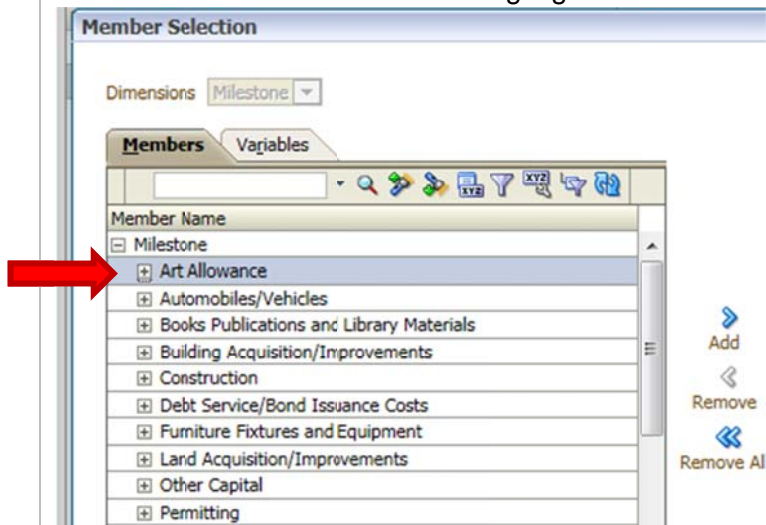 Member Selection
Dimensions Milestone
Members Variables
XYZ XYZ
Member Name
Milestone
Art Allowance
Automobiles/Vehicles
Books Publications and Library Materials
Building Acquisition/Improvements
Add
Construction
Debt Service/Bond Issuance Costs
Remove
Furniture Fixtures and Equipment
Land Acquisition/Improvements
Remove Al
Other Capital
Permitting